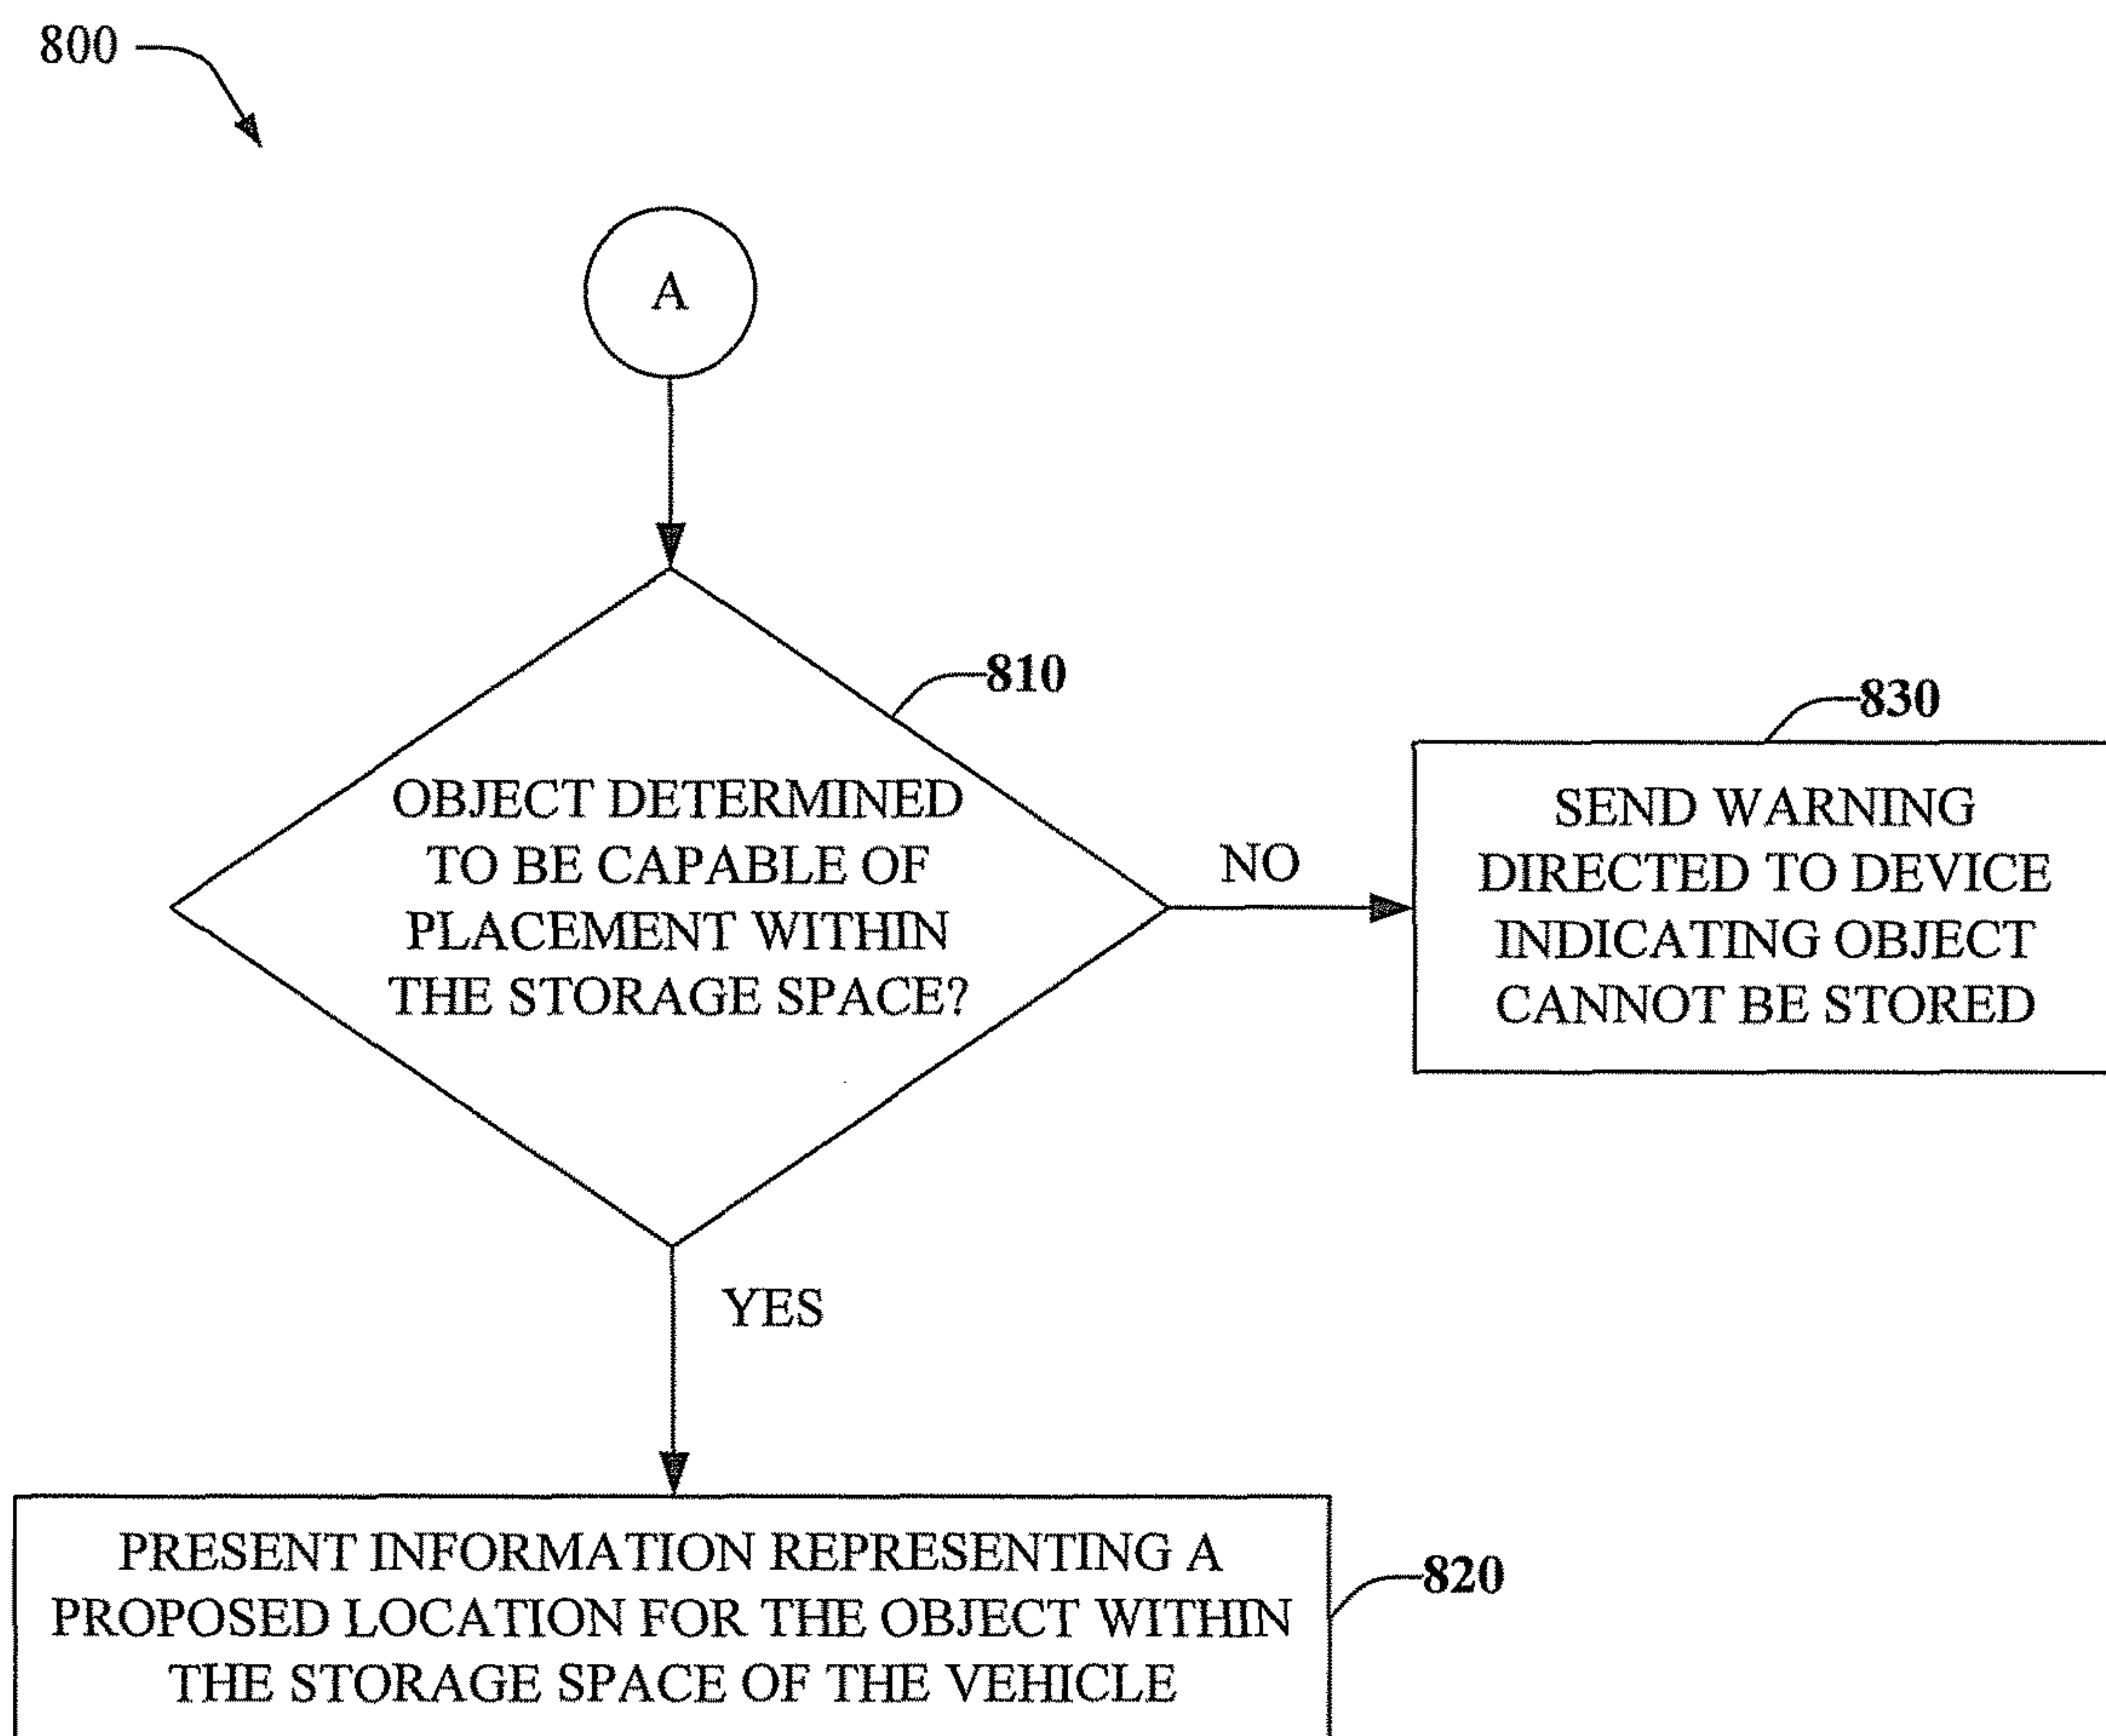 800
A
810
OBJECT DETERMINED
TO BE CAPABLE OF
PLACEMENT WITHIN
THE STORAGE SPACE?
NO
830
SEND WARNING
DIRECTED TO DEVICE
INDICATING OBJECT
CANNOT BE STORED
YES
PRESENT INFORMATION REPRESENTING A
PROPOSED LOCATION FOR THE OBJECT WITHIN
THE STORAGE SPACE OF THE VEHICLE
820